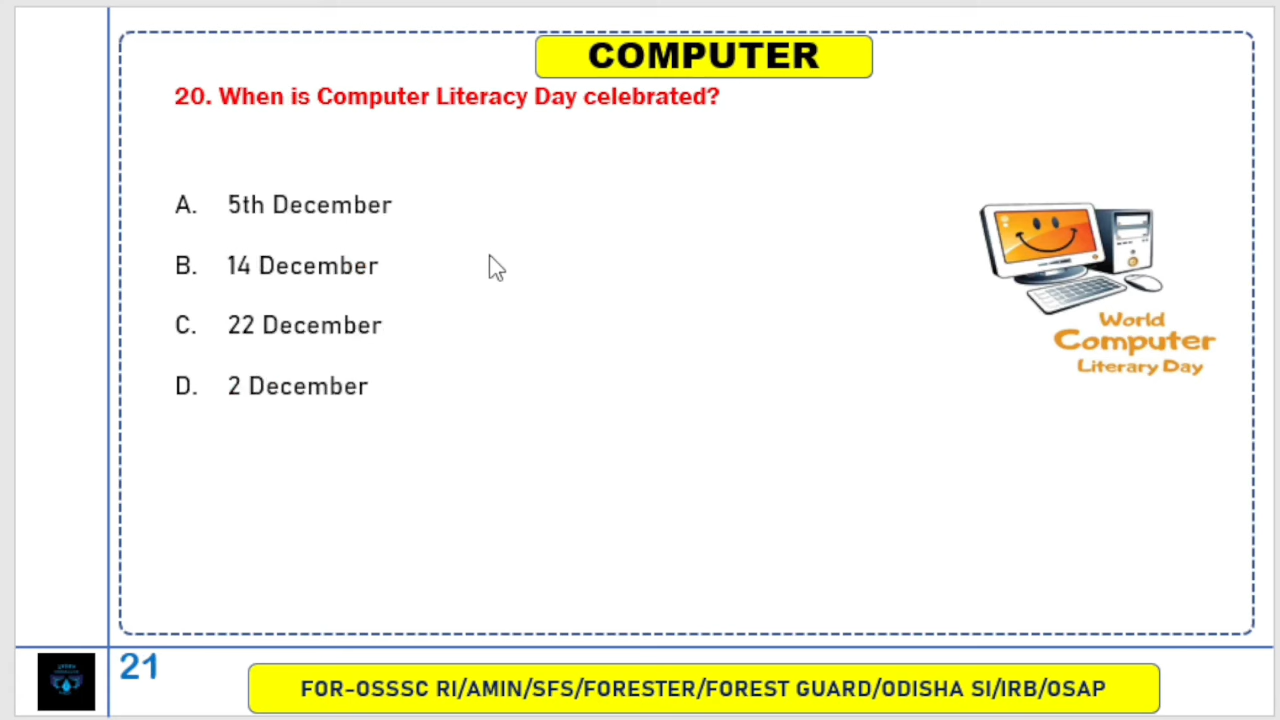 COMPUTER
20. When is Computer Literacy Day celebrated?
A. 5th December
B. 14 December
C. 22 December
D. 2 December
World
Computer
Literary Day
21
FOR-OSSSC RI/AMIN/SFS/FORESTER/FOREST GUARD/ODISHA SI/IRB/OSAP